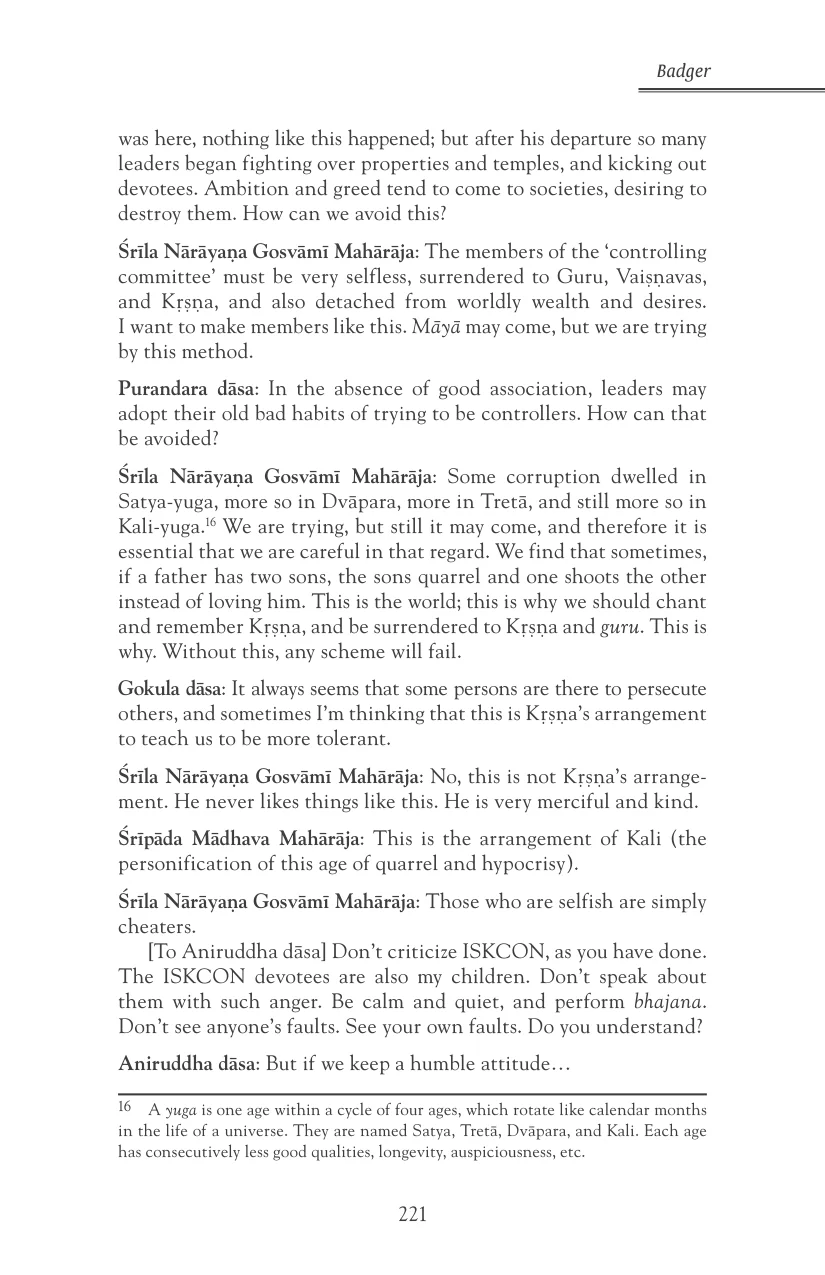 Badger
was here, nothing like this happened; but after his departure so many
leaders began fighting over properties and temples, and kicking out
devotees. Ambition and greed tend to come to societies, desiring to
destroy them. How can we avoid this?
Śrīla Nārāyaṇa Gosvāmī Mahārāja: The members of the ‘controlling
committee’ must be very selfless, surrendered to Guru, Vaiṣṇavas,
and Kṛṣṇa, and also detached from worldly wealth and desires.
I want to make members like this. Māyā may come, but we are trying
by this method.
Purandara dāsa: In the absence of good association, leaders may
adopt their old bad habits of trying to be controllers. How can that
be avoided?
Śrīla Nārāyaṇa Gosvāmī Mahārāja: Some corruption dwelled in
Satya-yuga, more so in Dvāpara, more in Tretā, and still more so in
Kali-yuga.16 We are trying, but still it may come, and therefore it is
essential that we are careful in that regard. We find that sometimes,
if a father has two sons, the sons quarrel and one shoots the other
instead of loving him. This is the world; this is why we should chant
and remember Kṛṣṇa, and be surrendered to Kṛṣṇa and guru. This is
why. Without this, any scheme will fail.
Gokula dāsa: It always seems that some persons are there to persecute
others, and sometimes I’m thinking that this is Kṛṣṇa’s arrangement
to teach us to be more tolerant.
Śrīla Nārāyaṇa Gosvāmī Mahārāja: No, this is not Kṛṣṇa’s arrange-
ment. He never likes things like this. He is very merciful and kind.
Śrīpāda Mādhava Mahārāja: This is the arrangement of Kali (the
personification of this age of quarrel and hypocrisy).
Śrīla Nārāyaṇa Gosvāmī Mahārāja: Those who are selfish are simply
cheaters.
[To Aniruddha dāsa] Don’t criticize ISKCON, as you have done.
The ISKCON devotees are also my children. Don’t speak about
them with such anger. Be calm and quiet, and perform bhajana.
Don’t see anyone’s faults. See your own faults. Do you understand?
Aniruddha dāsa: But if we keep a humble attitude…
16 A yuga is one age within a cycle of four ages, which rotate like calendar months
in the life of a universe. They are named Satya, Tretā, Dvāpara, and Kali. Each age
has consecutively less good qualities, longevity, auspiciousness, etc.
221